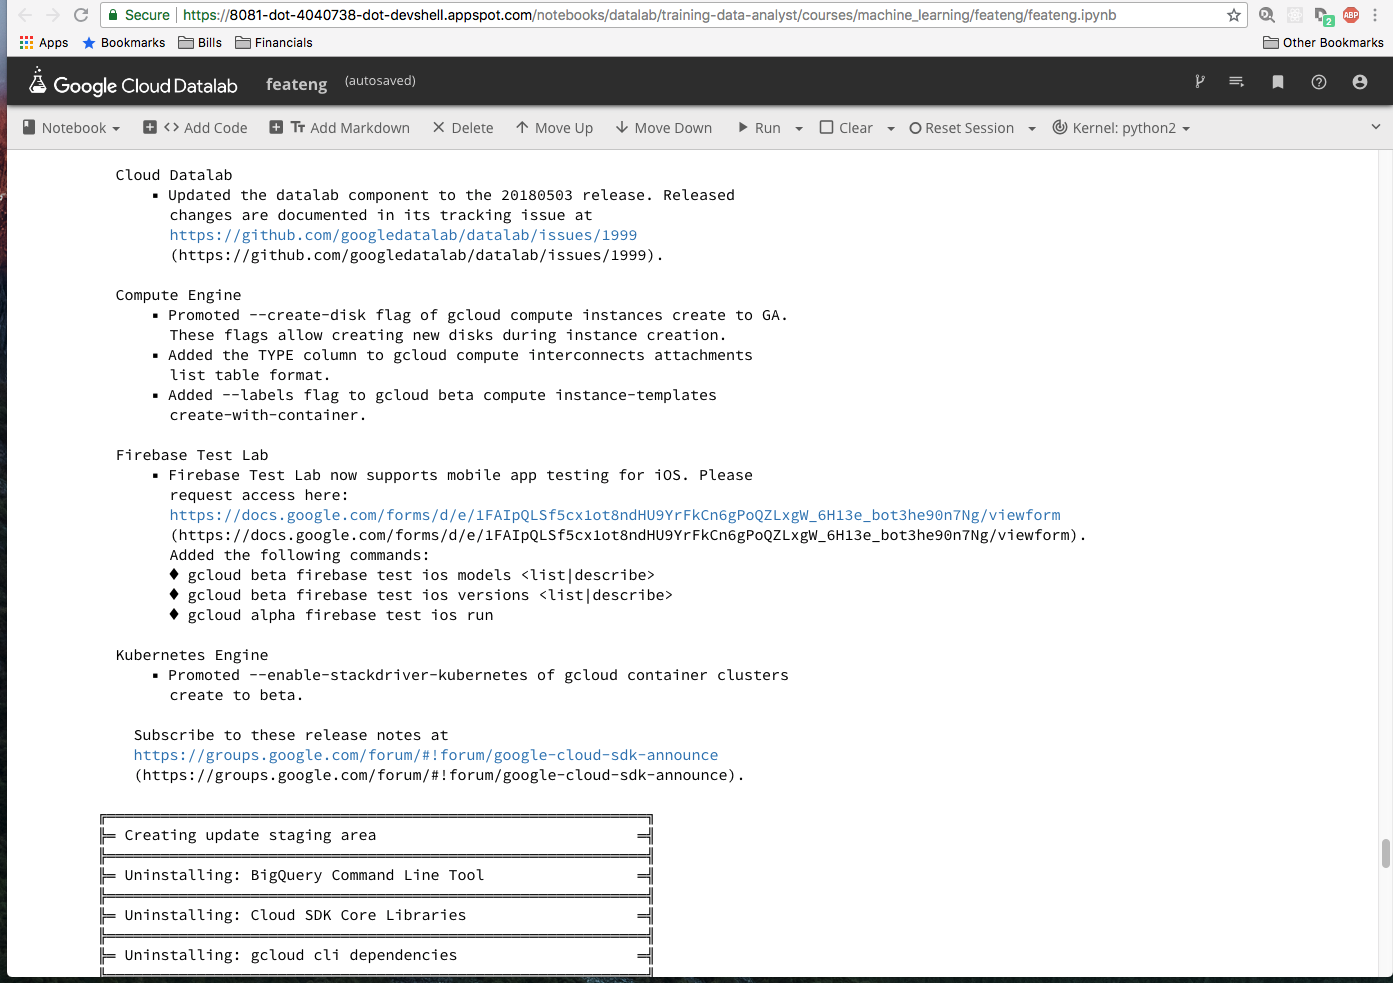 Secure https://8081-dot-4040738-dot-devshell.appspot.com/notebooks/datalab/training-data-analyst/courses/machine_learning/feateng/feateng.ipynb
2
ABP
Apps Bookmarks Bills Financials Other Bookmarks
Google Cloud Datalab feateng (autosaved)
Notebook <> Add Code Tт Add Markdown Delete Move Up Move Down Run Clear Reset Session Kernel: python2
Cloud Datalab
▪ Updated the datalab component to the 20180503 release. Released
changes are documented in its tracking issue at
https://github.com/googledatalab/datalab/issues/1999
(https://github.com/googledatalab/datalab/issues/1999).
Compute Engine
▪ Promoted --create-disk flag of gcloud compute instances create to GA.
These flags allow creating new disks during instance creation.
▪ Added the TYPE column to gcloud compute interconnects attachments
list table format.
▪ Added --labels flag to gcloud beta compute instance-templates
create-with-container.
Firebase Test Lab
▪ Firebase Test Lab now supports mobile app testing for iOS. Please
request access here:
https://docs.google.com/forms/d/e/1FAIpQLSf5cx1ot8ndHU9YrFkCn6gPoQZLxgW_6H13e_bot3he90n7Ng/viewform
(https://docs.google.com/forms/d/e/1FAIpQLSf5cx1ot8ndHU9YrFkCn6gPoQZLxgW_6H13e_bot3he90n7Ng/viewform).
Added the following commands:
♦ gcloud beta firebase test ios models <list|describe>
♦ gcloud beta firebase test ios versions <list|describe>
♦ gcloud alpha firebase test ios run
Kubernetes Engine
▪ Promoted --enable-stackdriver-kubernetes of gcloud container clusters
create to beta.
Subscribe to these release notes at
https://groups.google.com/forum/#!forum/google-cloud-sdk-announce
(https://groups.google.com/forum/#!forum/google-cloud-sdk-announce).
Creating update staging area
Uninstalling: BigQuery Command Line Tool
Uninstalling: Cloud SDK Core Libraries
Uninstalling: gcloud cli dependencies